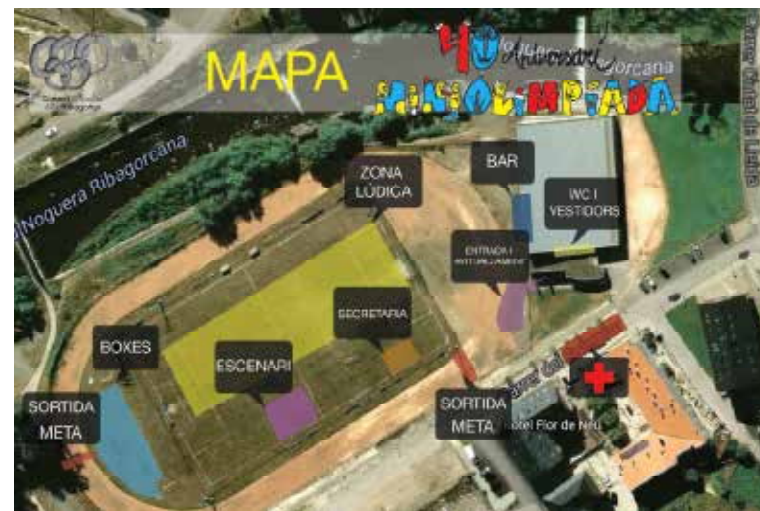 MAPA
40 Aniversari
MINIOLIMPIADA
Noguera Ribagorçana
ZONA
LÚDICA
BAR
WC I
VESTIDORS
ENTRADA I
SECRETARIA
BOXES
ESCENARI
SORTIDA
META
SORTIDA
META
Hotel Flor de Neu